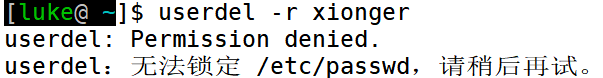 [luke@ ~]$ userdel -r xionger
userdel: Permission denied.
userdel：无法锁定 /etc/passwd，请稍后再试。